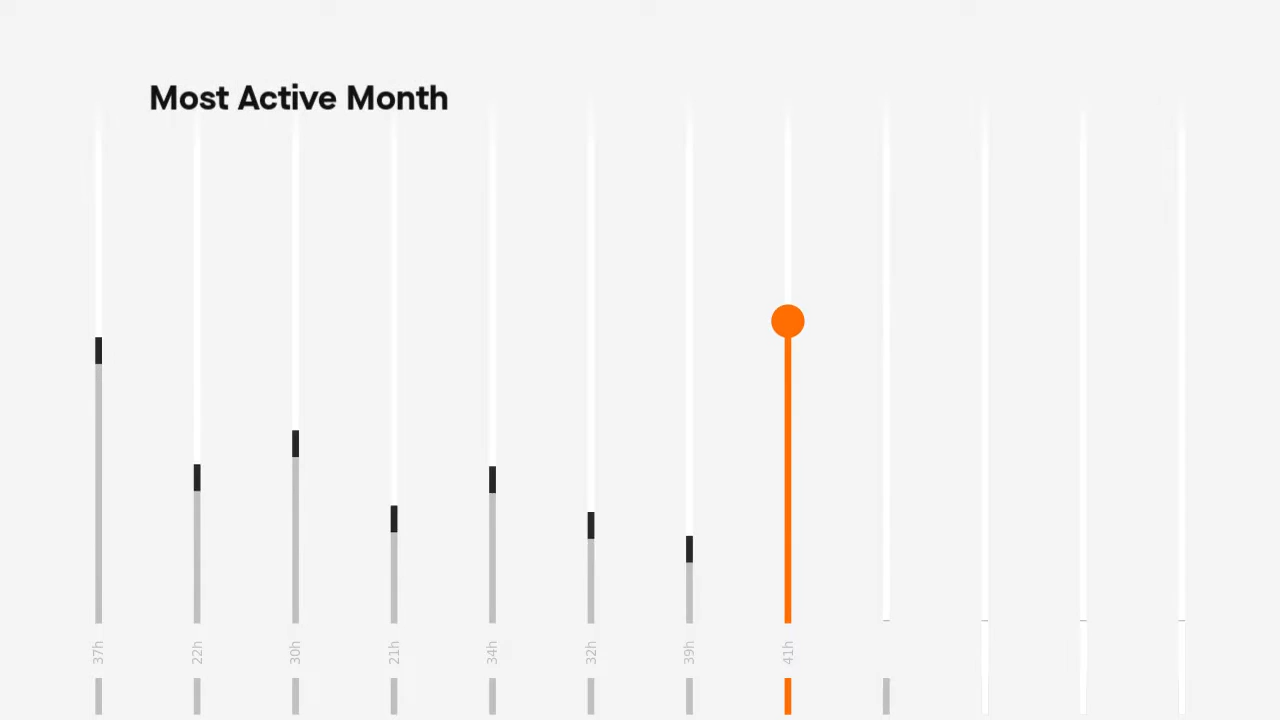 Most Active Month
37h
22h
30h
21h
34h
32h
39h
41h